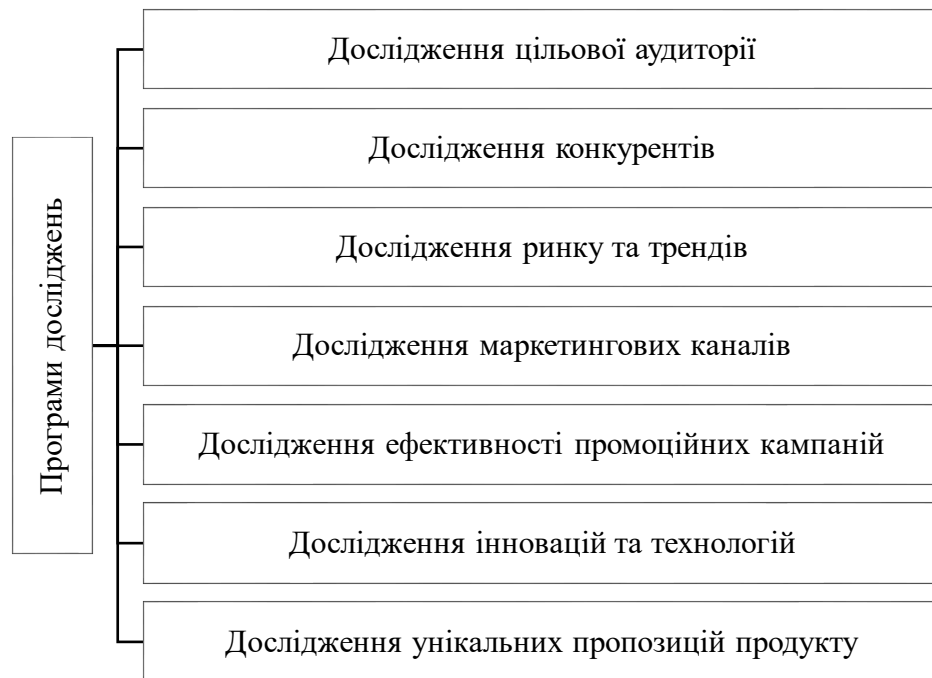 Програми досліджень
Дослідження цільової аудиторії
Дослідження конкурентів
Дослідження ринку та трендів
Дослідження маркетингових каналів
Дослідження ефективності промоційних кампаній
Дослідження інновацій та технологій
Дослідження унікальних пропозицій продукту